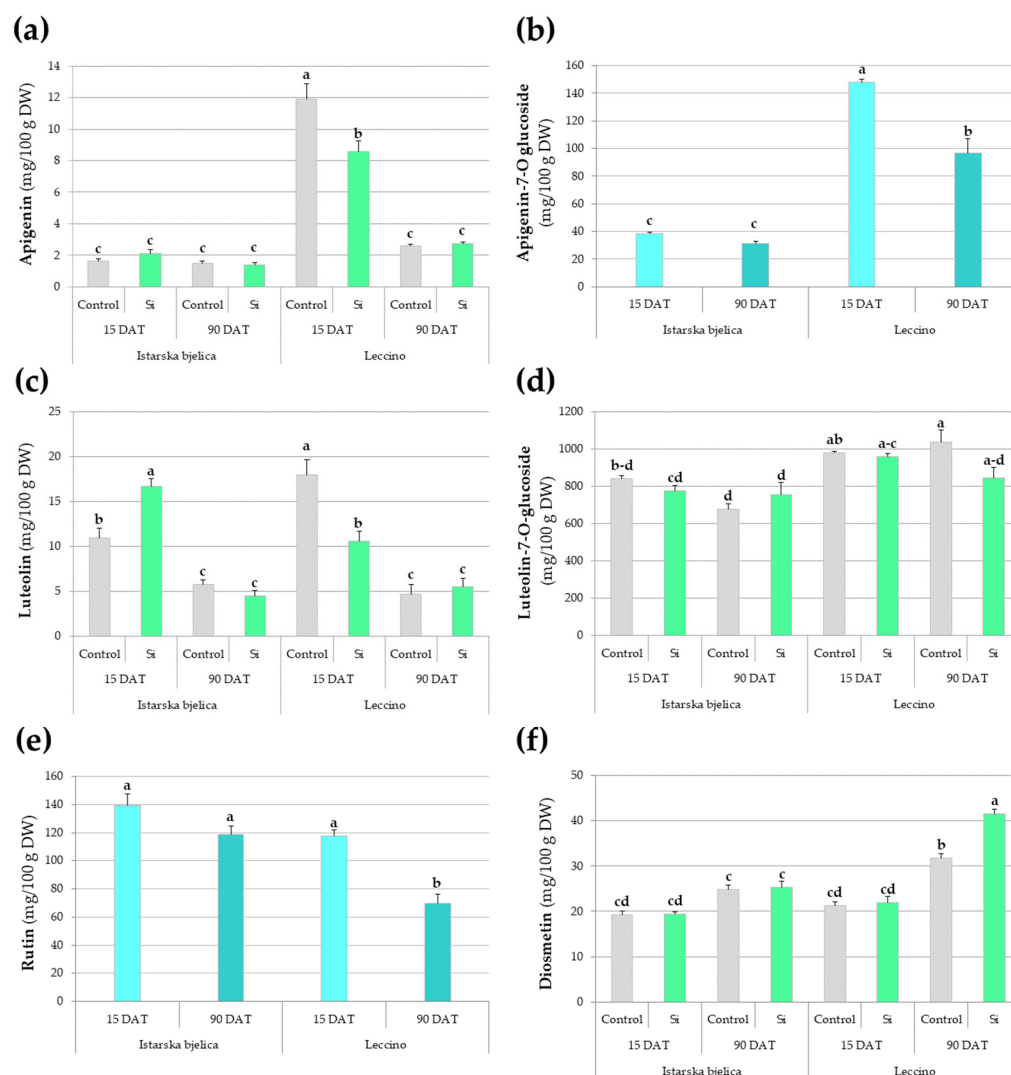 (a)
Apigenin (mg/100 g DW)
14
12
10
8
6
4
2
0
c
c
c
c
a
b
c
c
Control Si Control Si Control Si Control Si
15 DAT 90 DAT 15 DAT 90 DAT
Istarska bjelica Leccino
(b)
Apigenin-7-O glucoside
(mg/100 g DW)
160
140
120
100
80
60
40
20
0
c
c
a
b
15 DAT 90 DAT 15 DAT 90 DAT
Istarska bjelica Leccino
(c)
Luteolin (mg/100 g DW)
25
20
15
10
5
0
b
a
c
c
a
b
c
c
Control Si Control Si Control Si Control Si
15 DAT 90 DAT 15 DAT 90 DAT
Istarska bjelica Leccino
(d)
Luteolin-7-O-glucoside
(mg/100 g DW)
1200
1000
800
600
400
200
0
b-d
cd
d
d
ab
a-c
a
a-d
Control Si Control Si Control Si Control Si
15 DAT 90 DAT 15 DAT 90 DAT
Istarska bjelica Leccino
(e)
Rutin (mg/100 g DW)
160
140
120
100
80
60
40
20
0
a
a
a
b
15 DAT 90 DAT 15 DAT 90 DAT
Istarska bjelica Leccino
(f)
Diosmetin (mg/100 g DW)
50
40
30
20
10
0
cd
cd
c
c
cd
cd
b
a
Control Si Control Si Control Si Control Si
15 DAT 90 DAT 15 DAT 90 DAT
Istarska bjelica Leccino